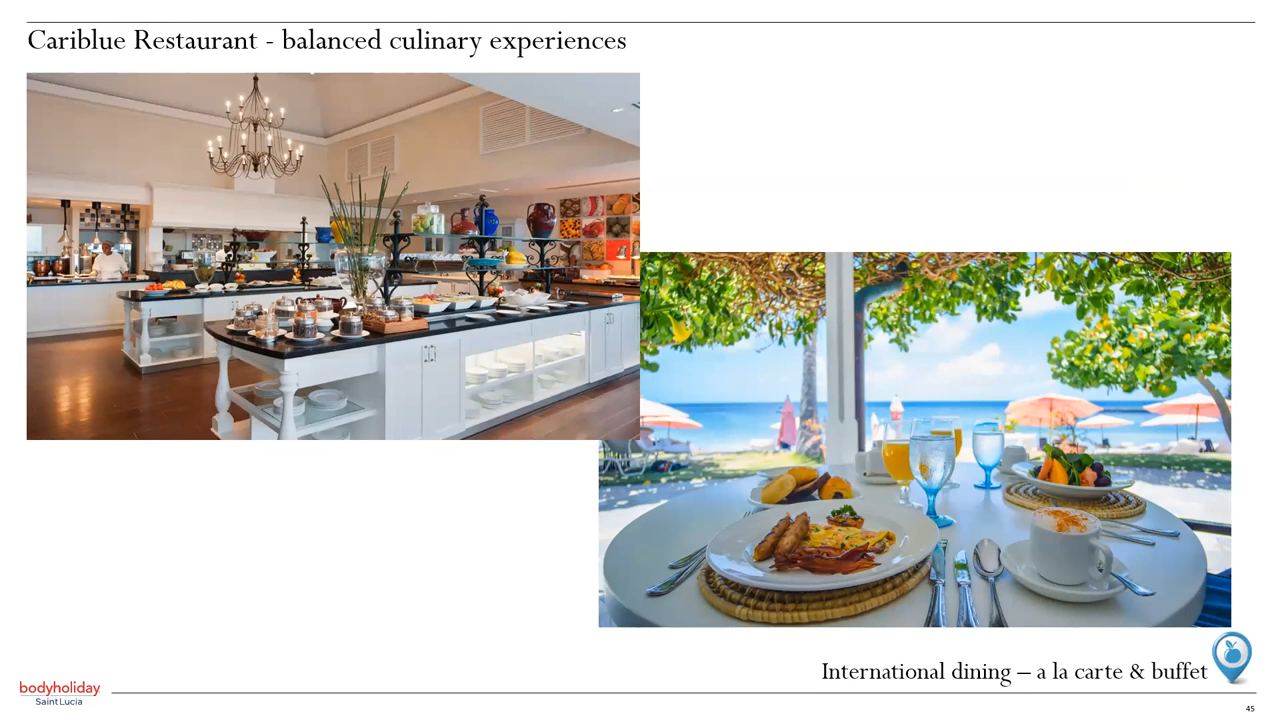 Cariblue Restaurant - balanced culinary experiences
International dining – a la carte & buffet
bodyholiday
Saint Lucia
45